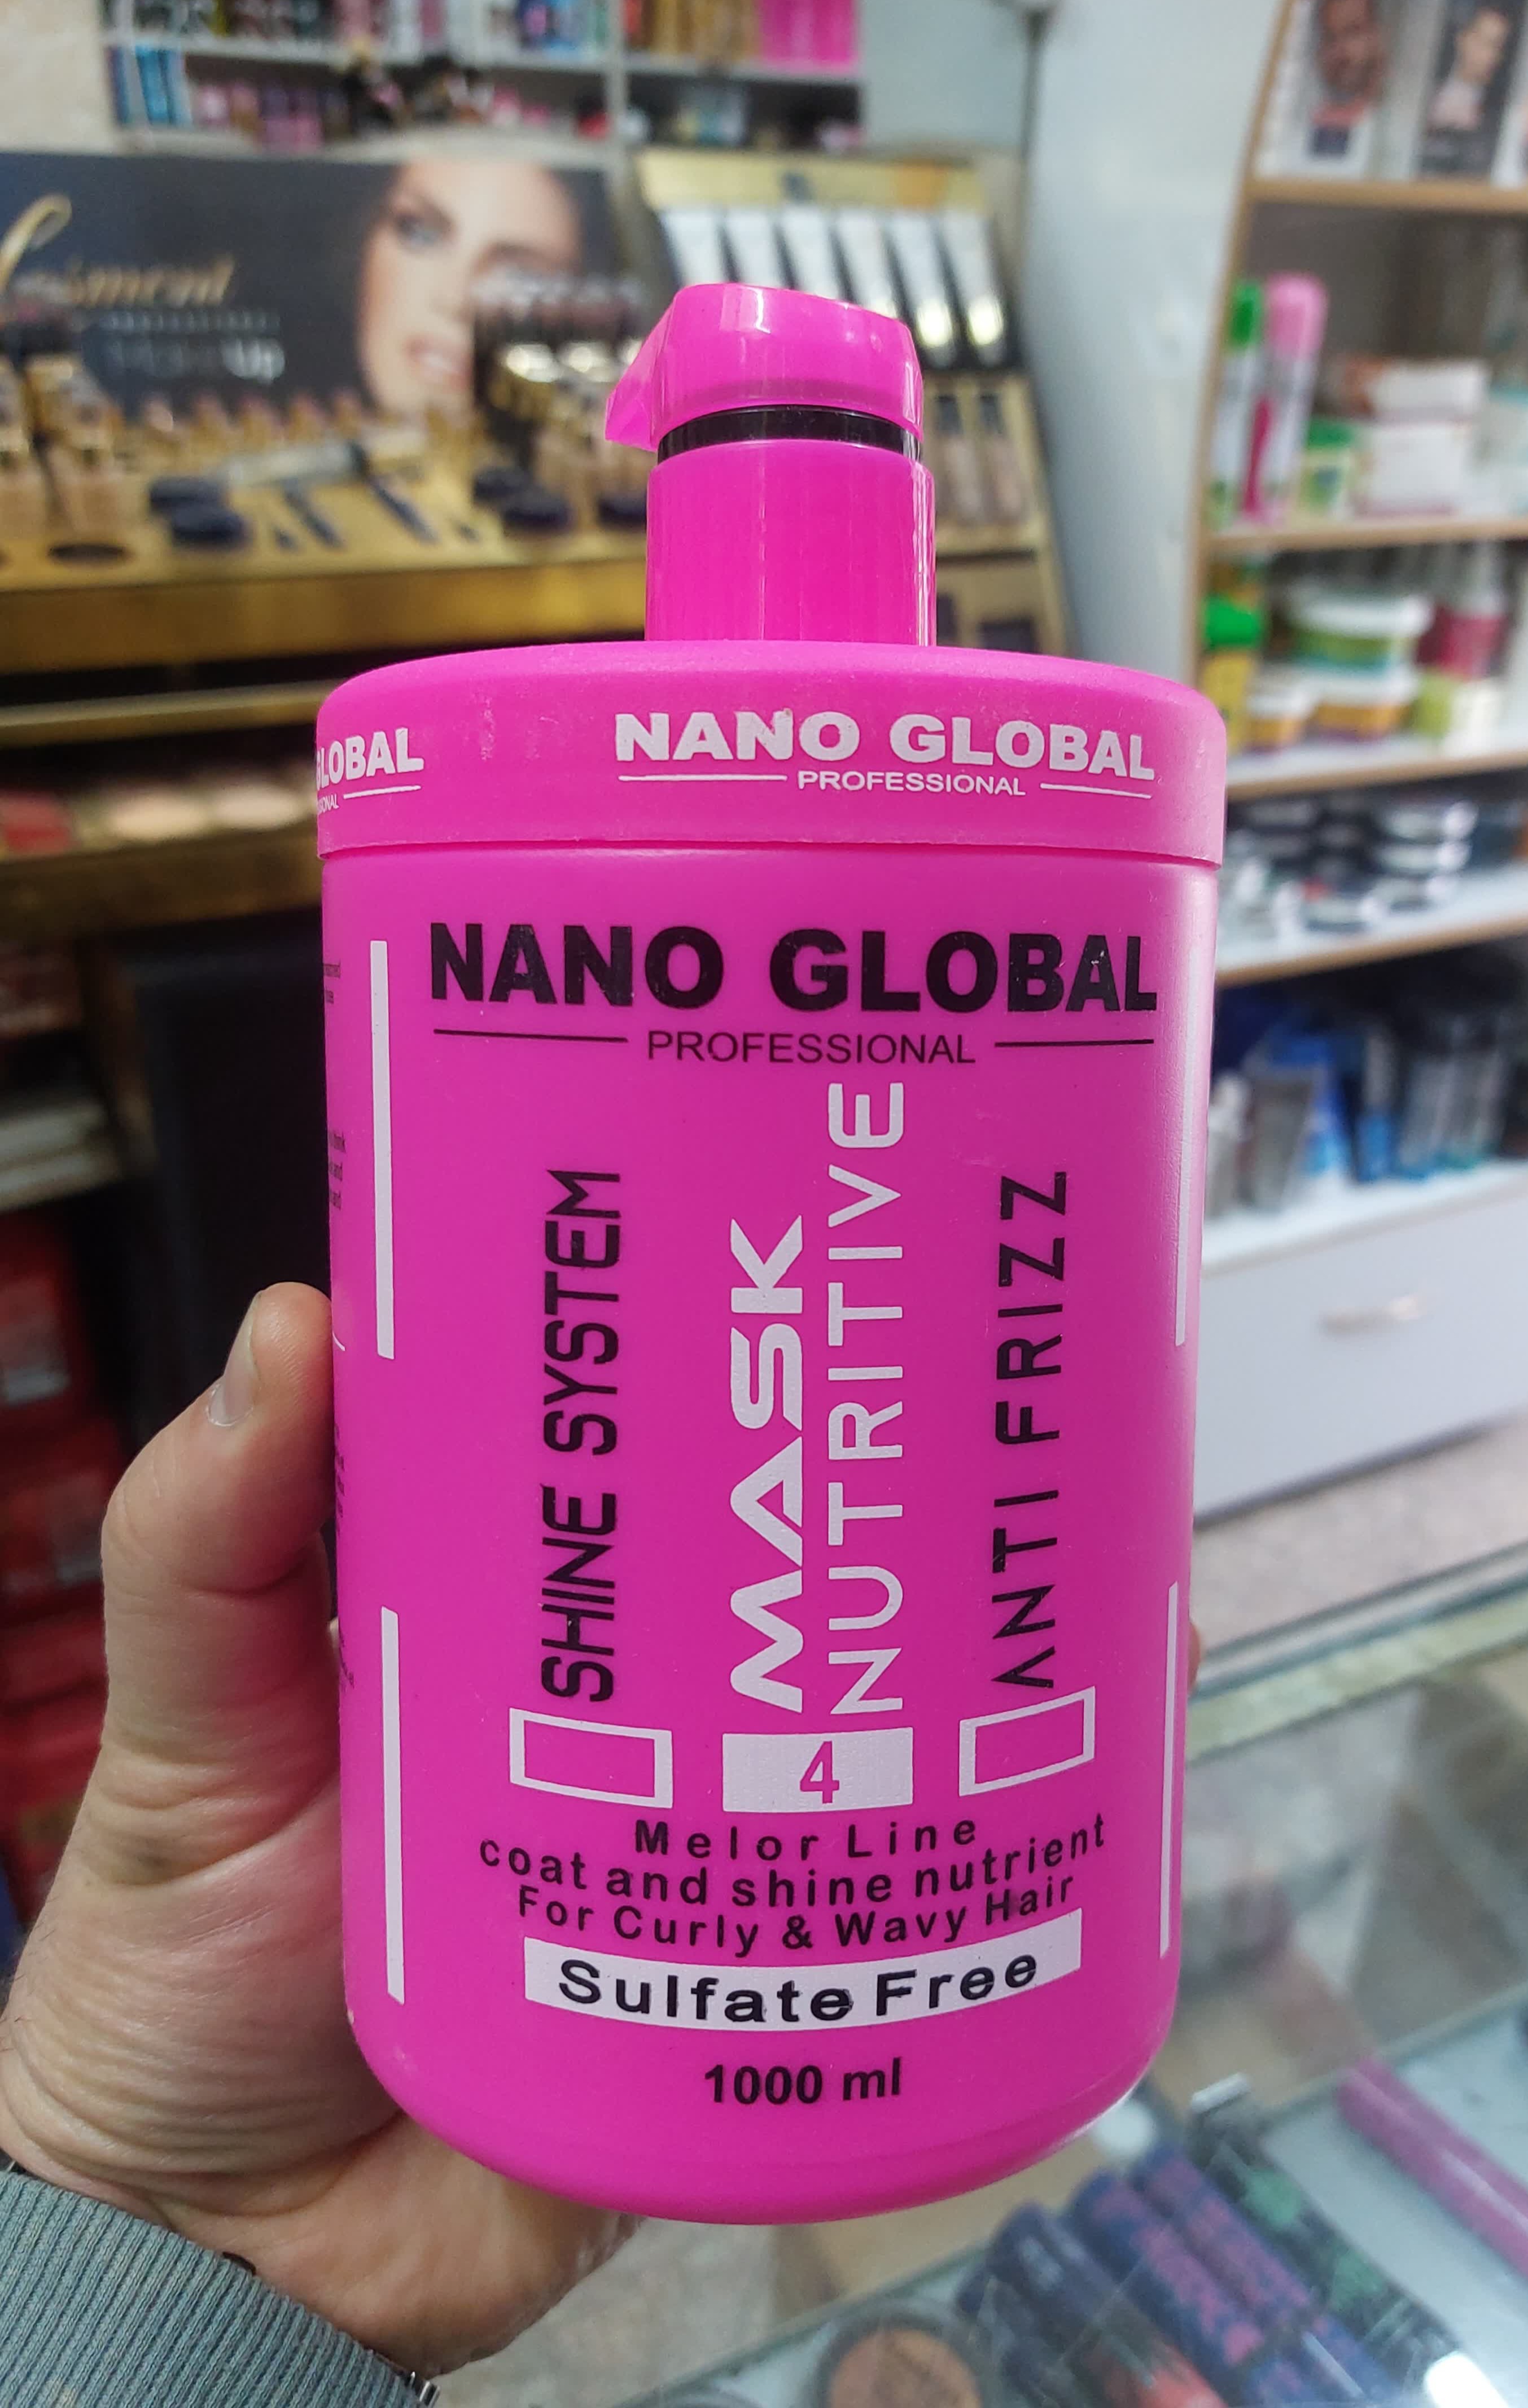 GLOBAL
NANO GLOBAL
PROFESSIONAL
NANO GLOBAL
PROFESSIONAL
SHINE SYSTEM
MASK
NUTRITIVE
ANTI FRIZZ
4
Melor Line
coat and shine nutrient
For Curly & Wavy Hair
Sulfate Free
1000 ml